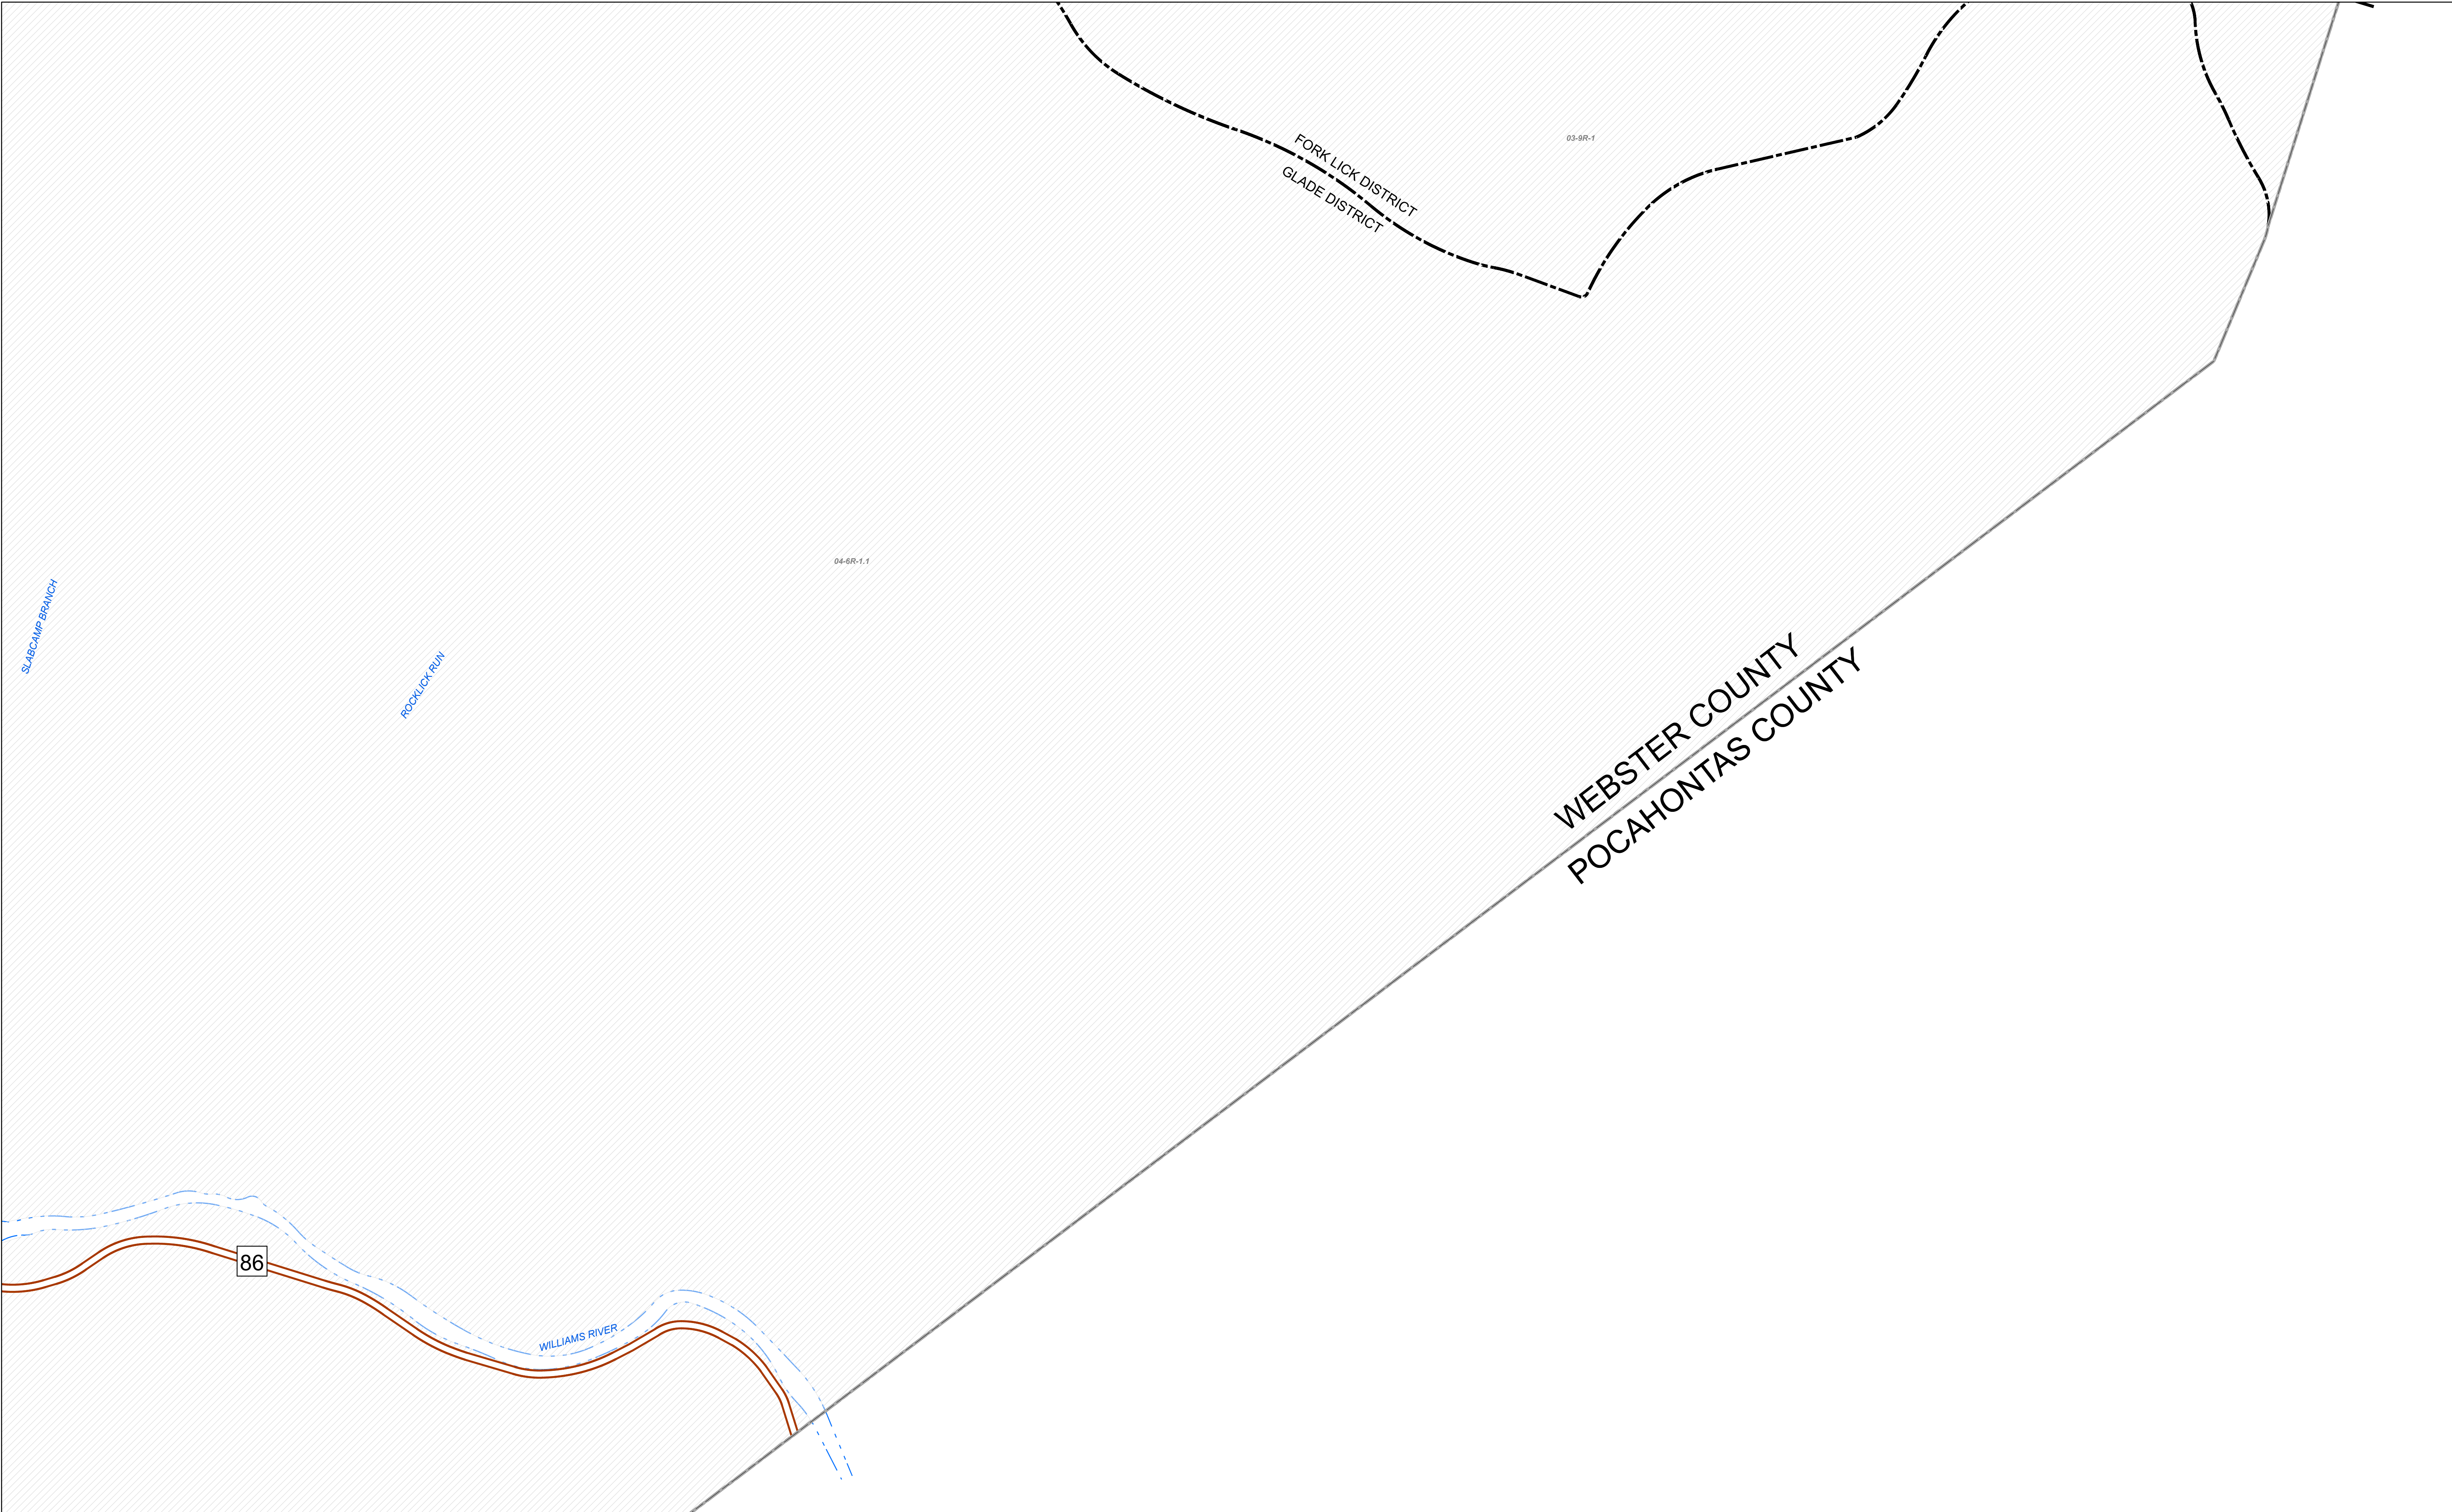 FORK LICK DISTRICT
GLADE DISTRICT
03-9R-1
04-6R-1.1
SLABCAMP BRANCH
ROCKLICK RUN
WEBSTER COUNTY
POCAHONTAS COUNTY
86
WILLIAMS RIVER